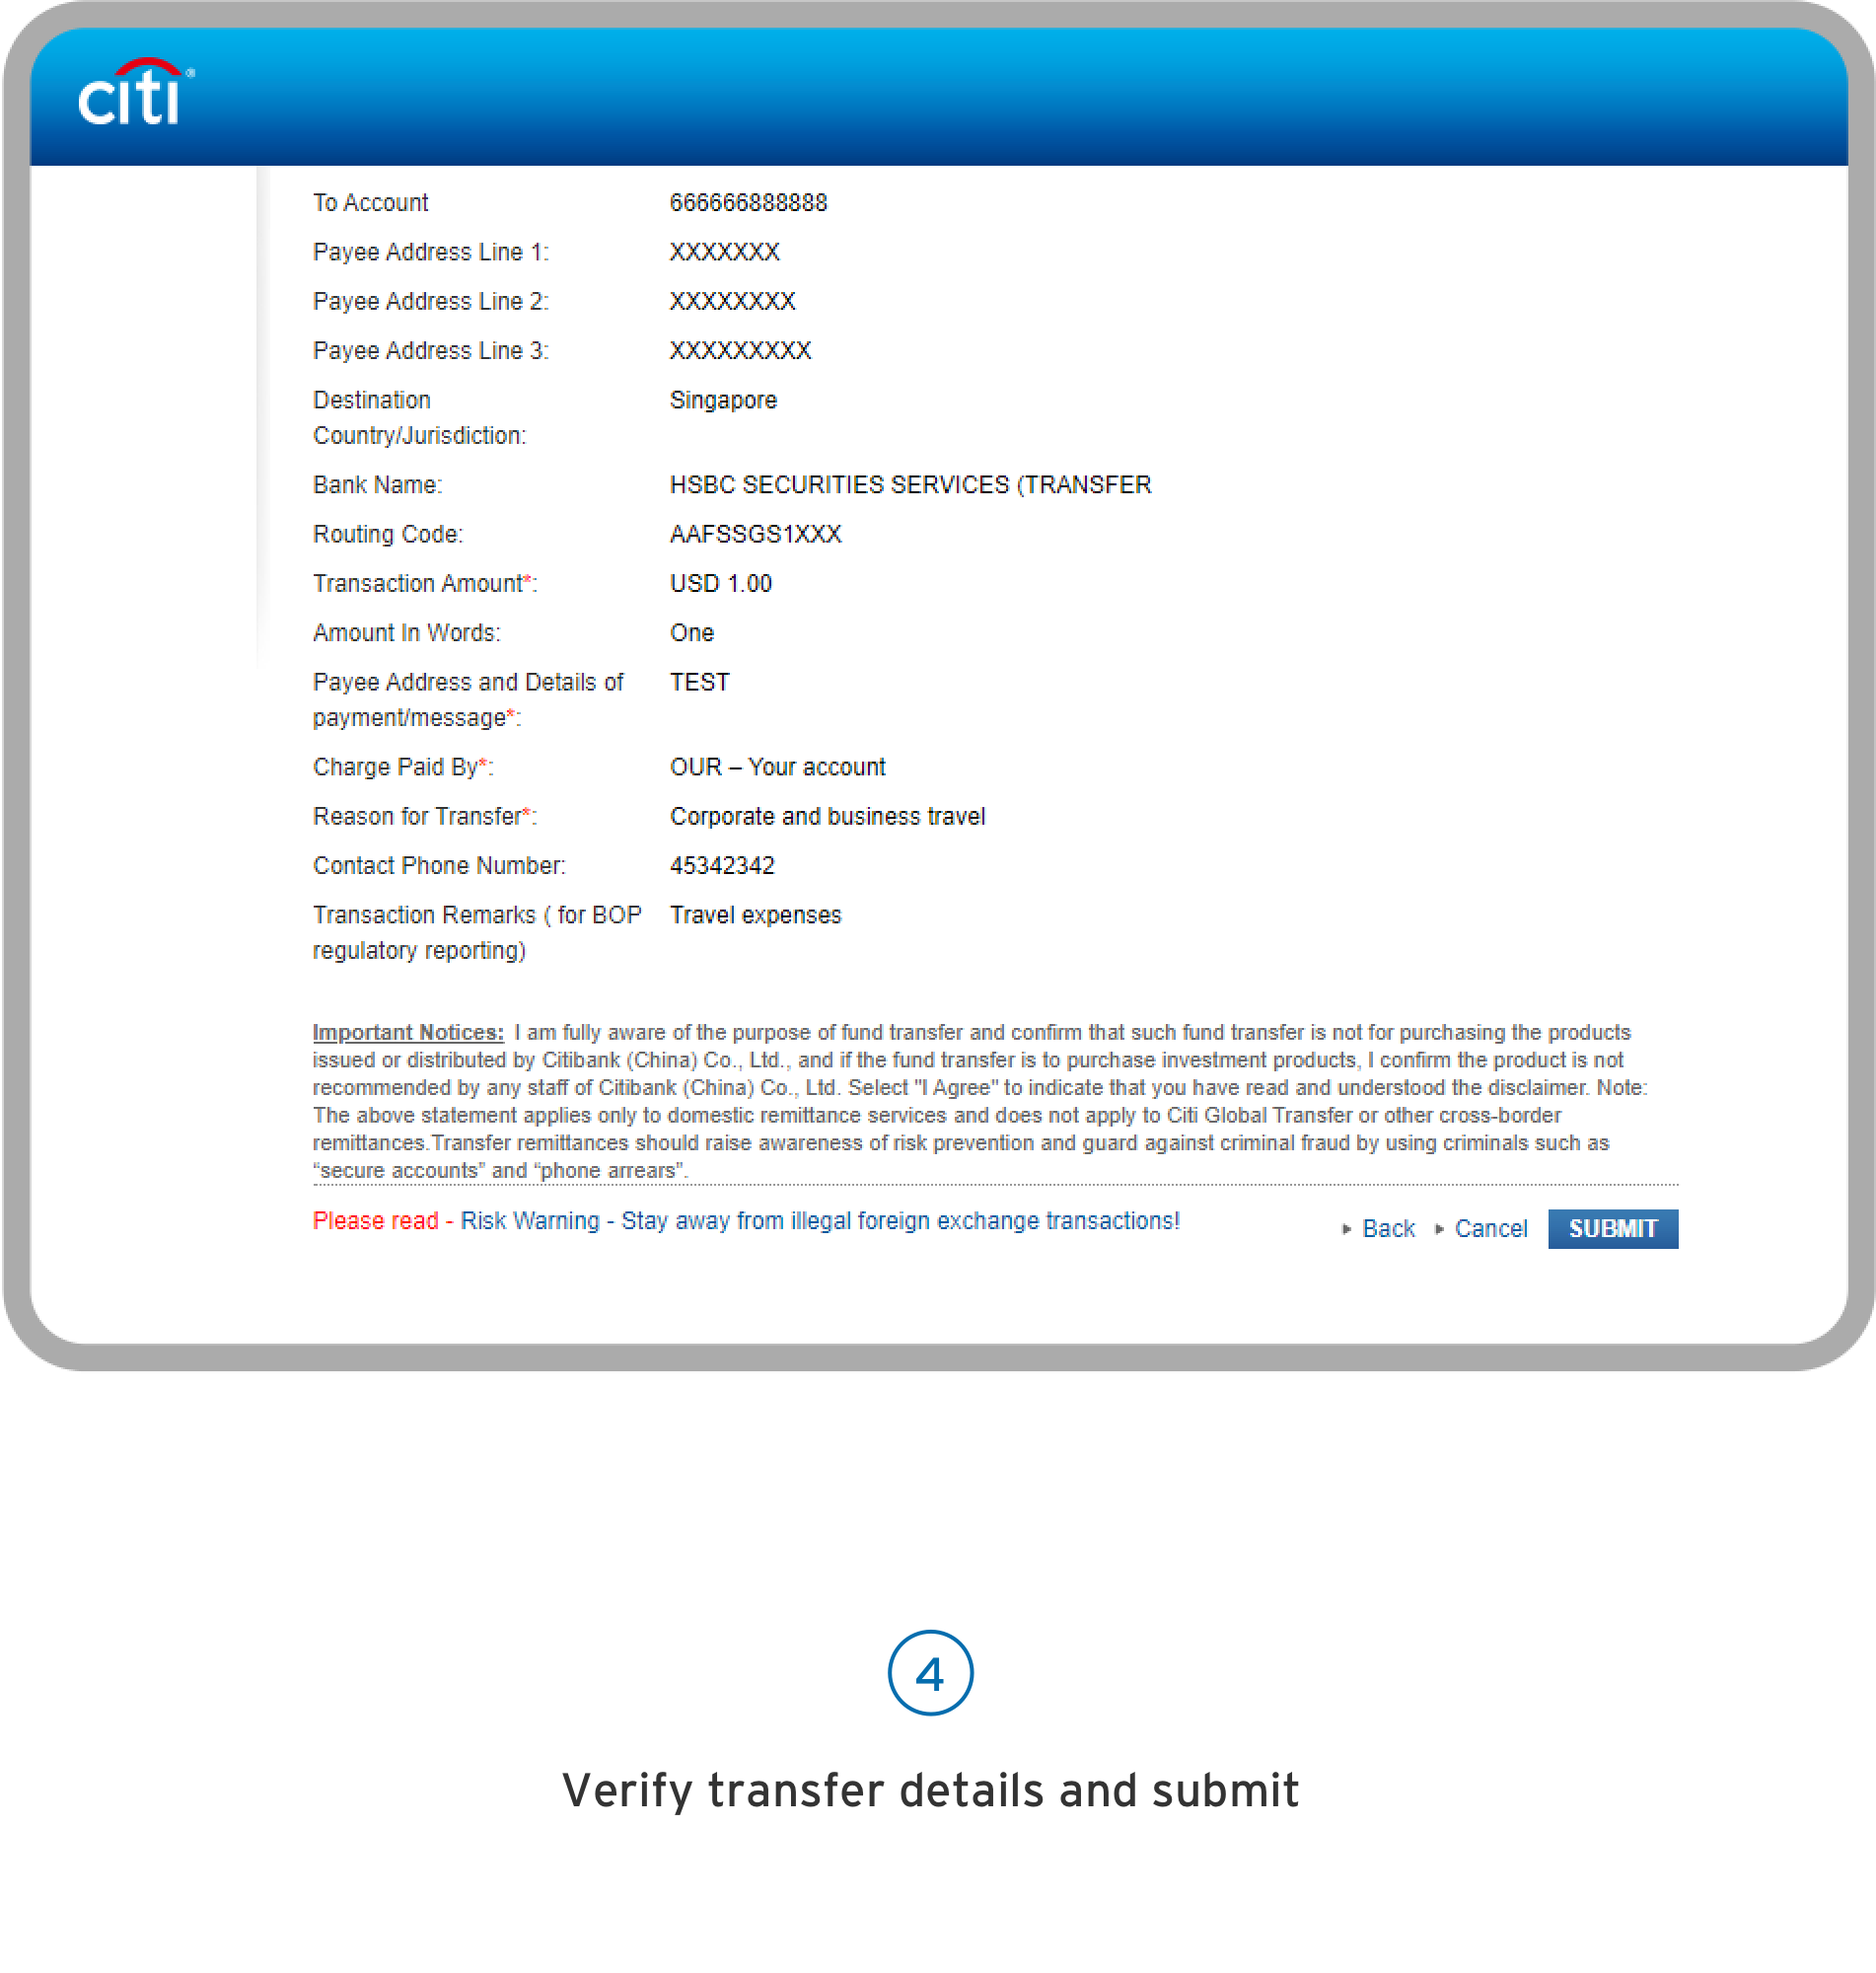 citi®
To Account 666666888888
Payee Address Line 1: XXXXXXX
Payee Address Line 2: XXXXXXXX
Payee Address Line 3: XXXXXXXXX
Destination Singapore
Country/Jurisdiction:
Bank Name: HSBC SECURITIES SERVICES (TRANSFER
Routing Code: AAFSSGS1XXX
Transaction Amount*: USD 1.00
Amount In Words: One
Payee Address and Details of TEST
payment/message*:
Charge Paid By*: OUR – Your account
Reason for Transfer*: Corporate and business travel
Contact Phone Number: 45342342
Transaction Remarks ( for BOP Travel expenses
regulatory reporting)
Important Notices: I am fully aware of the purpose of fund transfer and confirm that such fund transfer is not for purchasing the products
issued or distributed by Citibank (China) Co., Ltd., and if the fund transfer is to purchase investment products, I confirm the product is not
recommended by any staff of Citibank (China) Co., Ltd. Select "I Agree" to indicate that you have read and understood the disclaimer. Note:
The above statement applies only to domestic remittance services and does not apply to Citi Global Transfer or other cross-border
remittances.Transfer remittances should raise awareness of risk prevention and guard against criminal fraud by using criminals such as
“secure accounts” and “phone arrears”.
Please read - Risk Warning - Stay away from illegal foreign exchange transactions! Back Cancel SUBMIT
4
Verify transfer details and submit